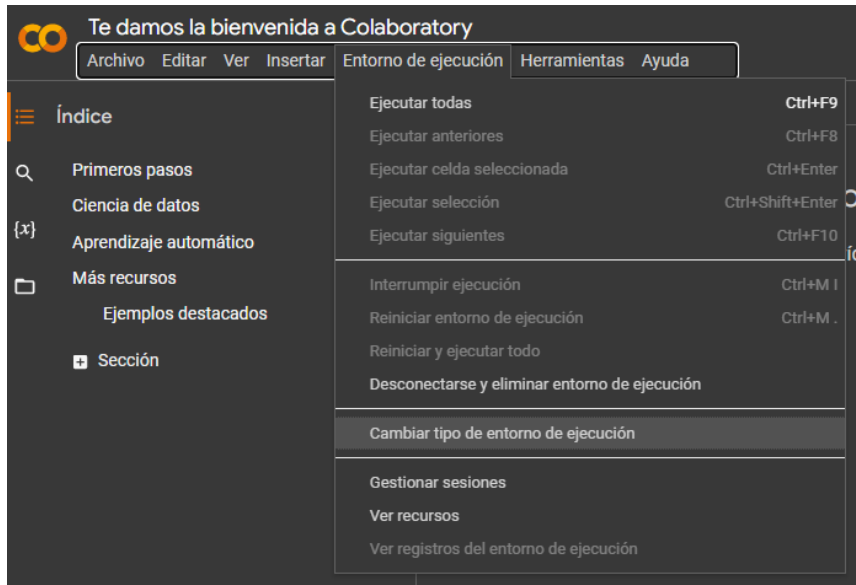 Te damos la bienvenida a Colaboratory
Archivo Editar Ver Insertar Entorno de ejecución Herramientas Ayuda
Índice
Primeros pasos
Ciencia de datos
Aprendizaje automático
Más recursos
Ejemplos destacados
Sección
{x}
Ejecutar todas Ctrl+F9
Ejecutar anteriores Ctrl+F8
Ejecutar celda seleccionada Ctrl+Enter
Ejecutar selección Ctrl+Shift+Enter
Ejecutar siguientes Ctrl+F10
Interrumpir ejecución Ctrl+M I
Reiniciar entorno de ejecución Ctrl+M .
Reiniciar y ejecutar todo
Desconectarse y eliminar entorno de ejecución
Cambiar tipo de entorno de ejecución
Gestionar sesiones
Ver recursos
Ver registros del entorno de ejecución